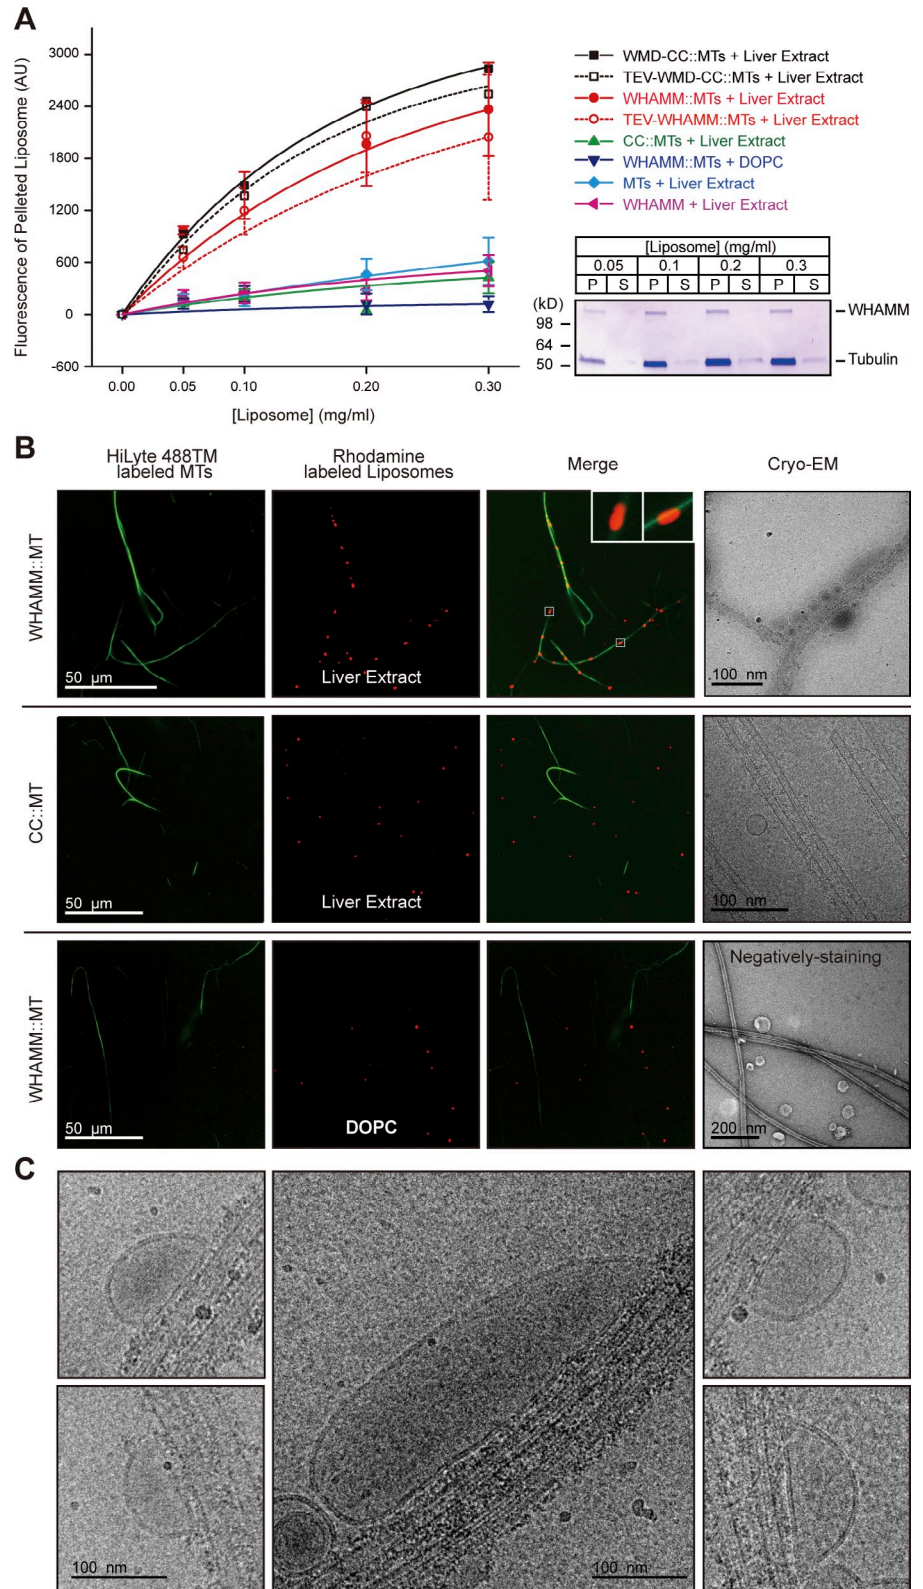 A
Fluorescence of Pelleted Liposome (AU)
3000
2400
1800
1200
600
0
-600
0.00 0.05 0.10 0.20 0.30
[Liposome] (mg/ml)
WMD-CC::MTs + Liver Extract
TEV-WMD-CC::MTs + Liver Extract
WHAMM::MTs + Liver Extract
TEV-WHAMM::MTs + Liver Extract
CC::MTs + Liver Extract
WHAMM::MTs + DOPC
MTs + Liver Extract
WHAMM + Liver Extract
[Liposome] (mg/ml)
0.05 0.1 0.2 0.3
P S P S P S P S
(kD)
98
64
50
WHAMM
Tubulin
B
HiLyte 488TM
labeled MTs
Rhodamine
labeled Liposomes
Merge
Cryo-EM
WHAMM::MT
50 µm
Liver Extract
100 nm
CC::MT
50 µm
Liver Extract
100 nm
WHAMM::MT
50 µm
DOPC
Negatively-staining
200 nm
C
100 nm
100 nm